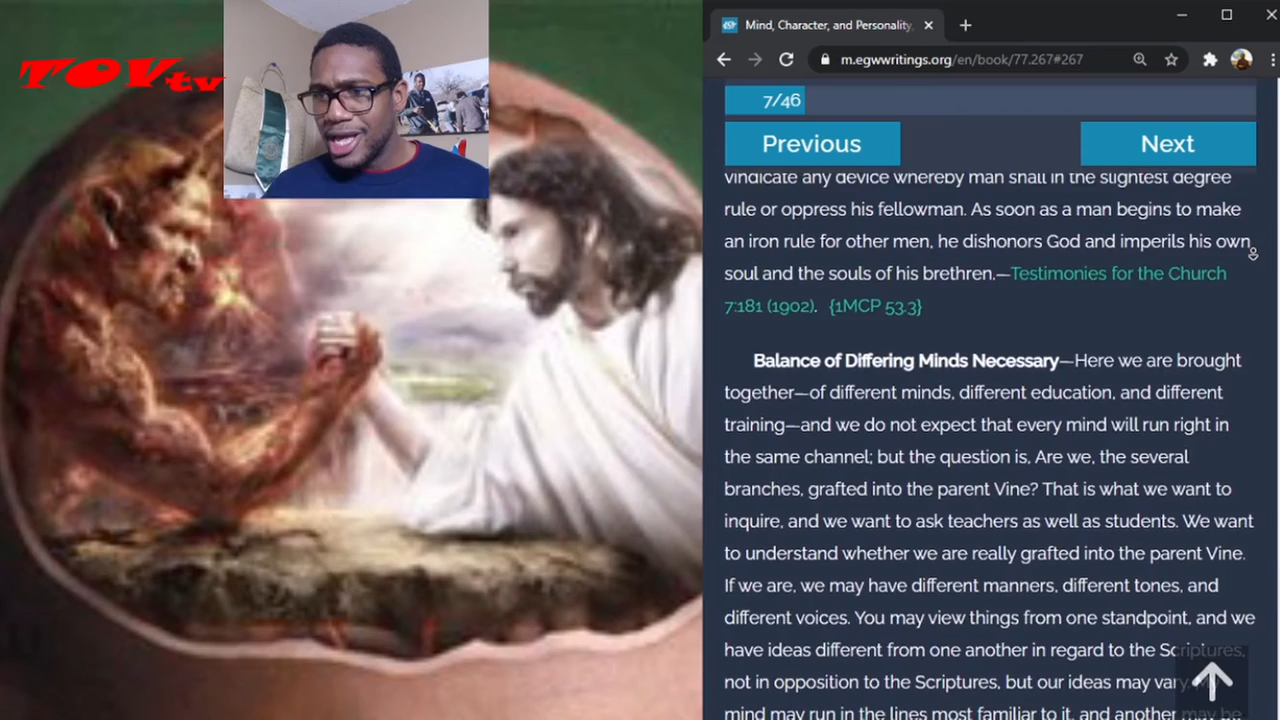 TOVtv
Mind, Character, and Personality,
m.egwwritings.org/en/book/77.267#267
7/46
Previous
Next
vindicate any device whereby man shall in the slightest degree
rule or oppress his fellowman. As soon as a man begins to make
an iron rule for other men, he dishonors God and imperils his own
soul and the souls of his brethren.—Testimonies for the Church
7:181 (1902). {1MCP 53.3}
Balance of Differing Minds Necessary—Here we are brought
together—of different minds, different education, and different
training—and we do not expect that every mind will run right in
the same channel; but the question is, Are we, the several
branches, grafted into the parent Vine? That is what we want to
inquire, and we want to ask teachers as well as students. We want
to understand whether we are really grafted into the parent Vine.
If we are, we may have different manners, different tones, and
different voices. You may view things from one standpoint, and we
have ideas different from one another in regard to the Scriptures,
not in opposition to the Scriptures, but our ideas may vary.
mind may run in the lines most familiar to it, and another may be